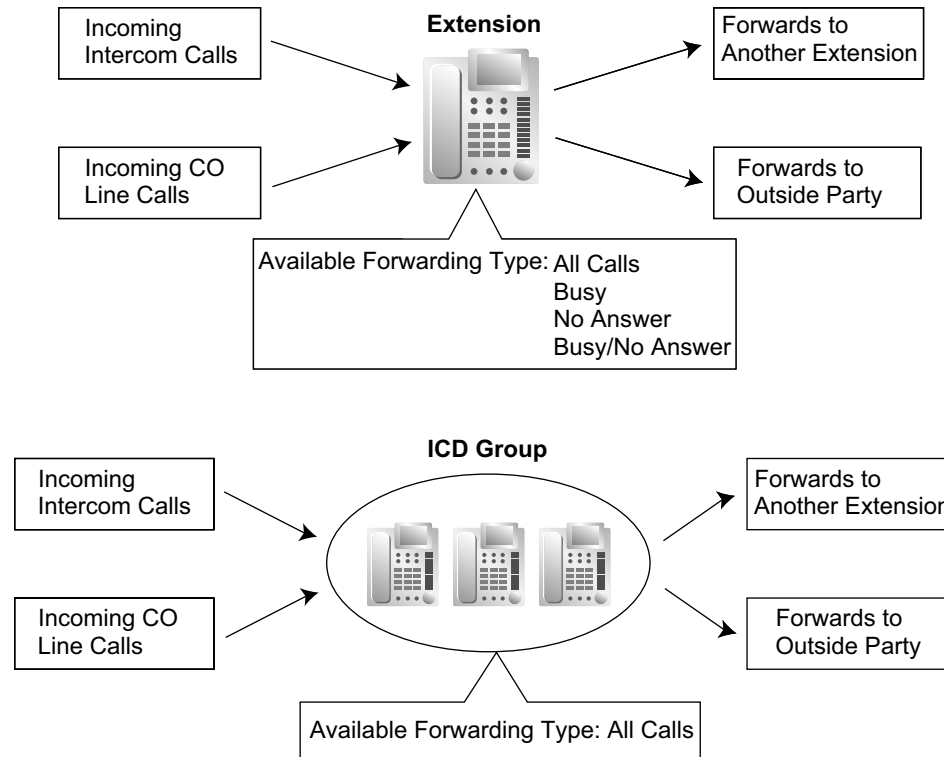 Extension
Incoming
Intercom Calls
Forwards to
Another Extension
Incoming CO
Line Calls
Forwards to
Outside Party
Available Forwarding Type: All Calls
Busy
No Answer
Busy/No Answer
ICD Group
Incoming
Intercom Calls
Forwards to
Another Extension
Incoming CO
Line Calls
Forwards to
Outside Party
Available Forwarding Type: All Calls